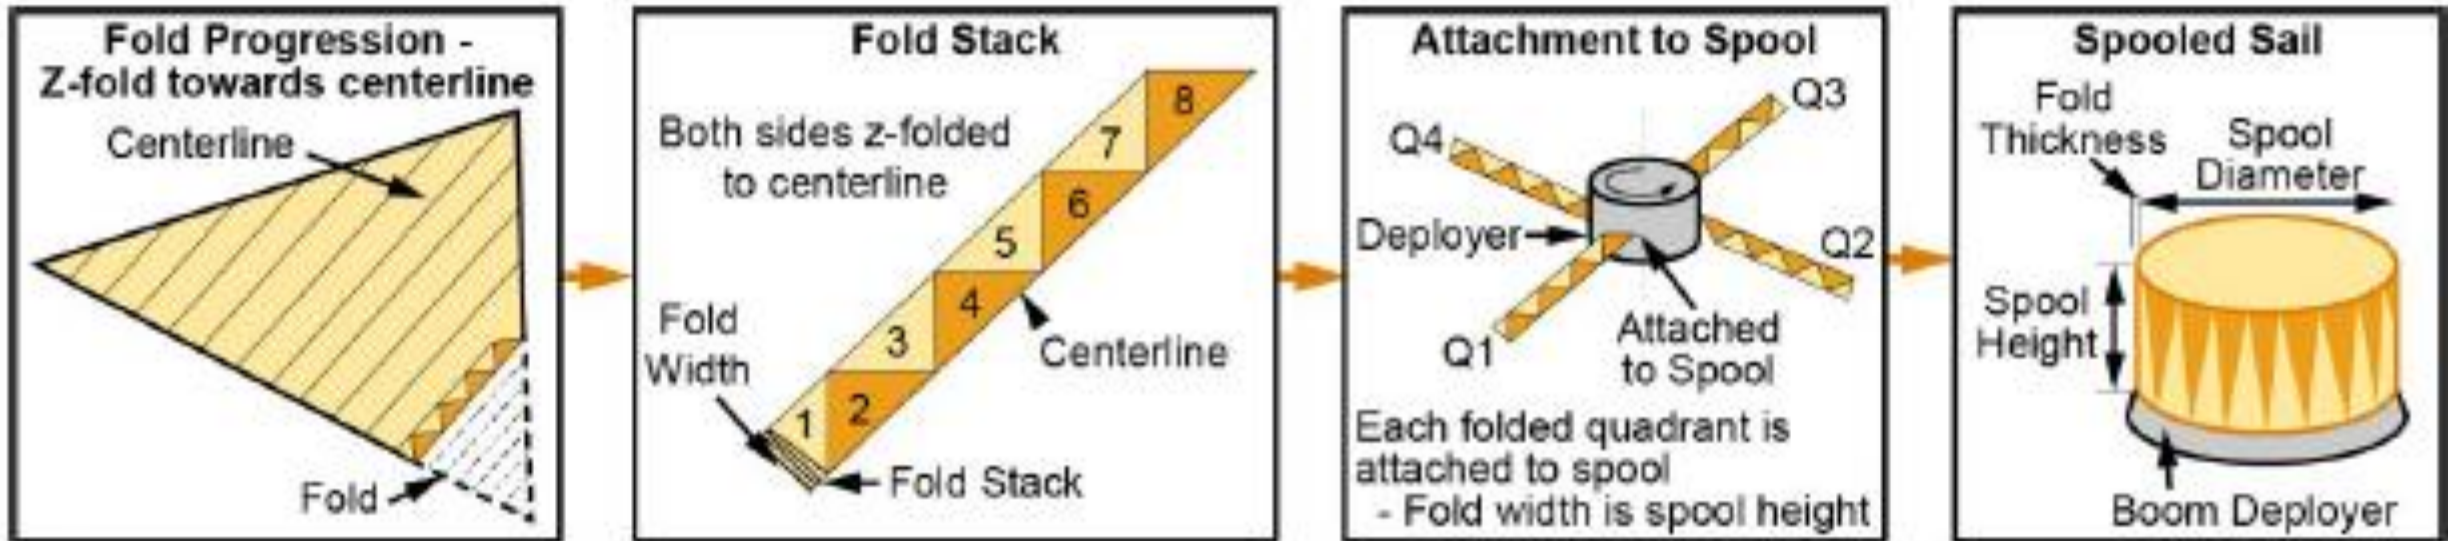 Fold Progression -
Z-fold towards centerline
Centerline
Fold
Fold Stack
Both sides z-folded
to centerline
1
2
3
4
5
6
7
8
Fold
Width
Centerline
Fold Stack
Attachment to Spool
Q3
Q4
Deployer
Q2
Q1
Attached
to Spool
Each folded quadrant is
attached to spool
- Fold width is spool height
Spooled Sail
Fold
Thickness
Spool
Diameter
Spool
Height
Boom Deployer